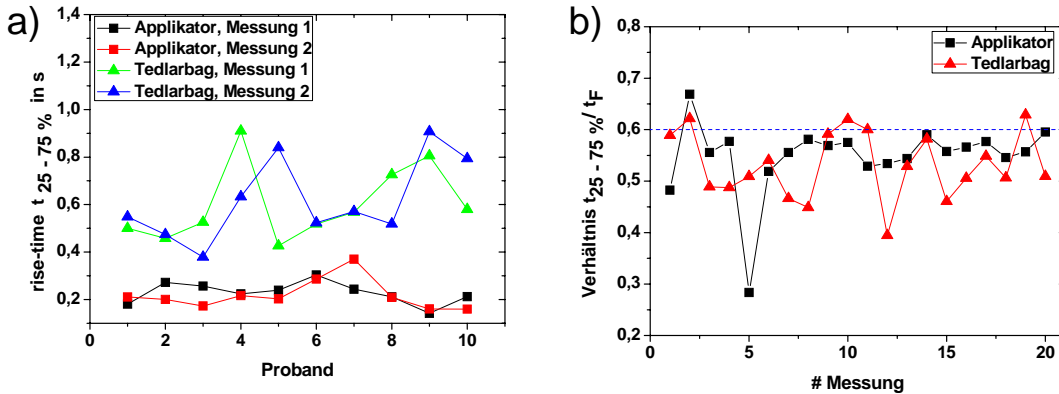 a)
1,4
1,2
1,0
0,8
0,6
0,4
0,2
0
2
4
6
8
10
rise-time t 25 - 75 % in s
Proband
Applikator, Messung 1
Applikator, Messung 2
Tedlarbag, Messung 1
Tedlarbag, Messung 2
b)
0,8
0,7
0,6
0,5
0,4
0,3
0,2
0
5
10
15
20
Verhältnis t25 - 75 %/ tF
# Messung
Applikator
Tedlarbag